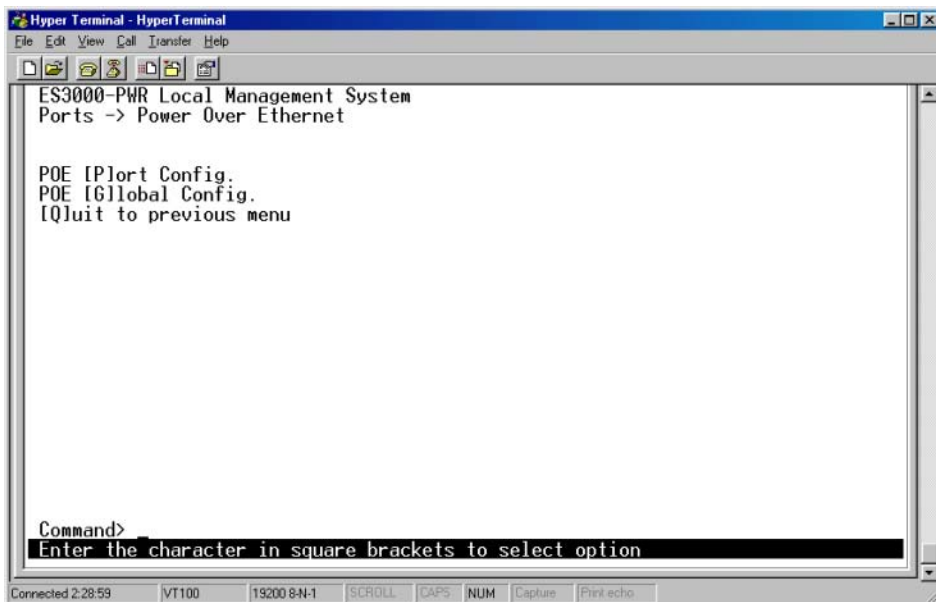 Hyper Terminal - HyperTerminal
File Edit View Call Transfer Help
ES3000-PWR Local Management System
Ports -> Power Over Ethernet
POE [P]ort Config.
POE [G]lobal Config.
[Q]uit to previous menu
Command> _
Enter the character in square brackets to select option
Connected 2:28:59 VT100 19200 8-N-1 SCROLL CAPS NUM Capture Print echo